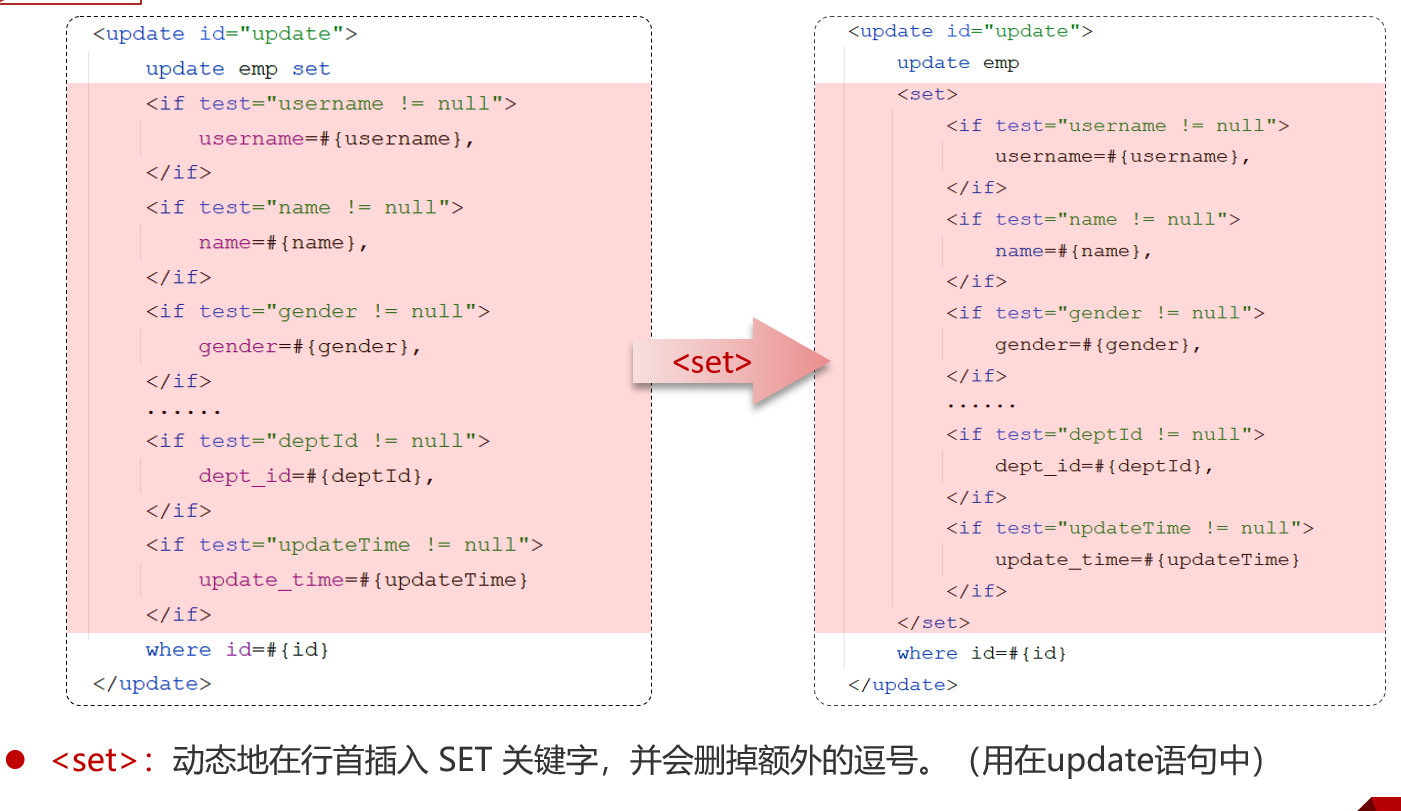 <update id="update">
update emp set
<if test="username != null">
username=#{username},
</if>
<if test="name != null">
name=#{name},
</if>
<if test="gender != null">
gender=#{gender},
</if>
......
<if test="deptId != null">
dept_id=#{deptId},
</if>
<if test="updateTime != null">
update_time=#{updateTime}
</if>
where id=#{id}
</update>
<set>
<update id="update">
update emp
<set>
<if test="username != null">
username=#{username},
</if>
<if test="name != null">
name=#{name},
</if>
<if test="gender != null">
gender=#{gender},
</if>
......
<if test="deptId != null">
dept_id=#{deptId},
</if>
<if test="updateTime != null">
update_time=#{updateTime}
</if>
</set>
where id=#{id}
</update>
● <set>：动态地在行首插入 SET 关键字，并会删掉额外的逗号。（用在update语句中）